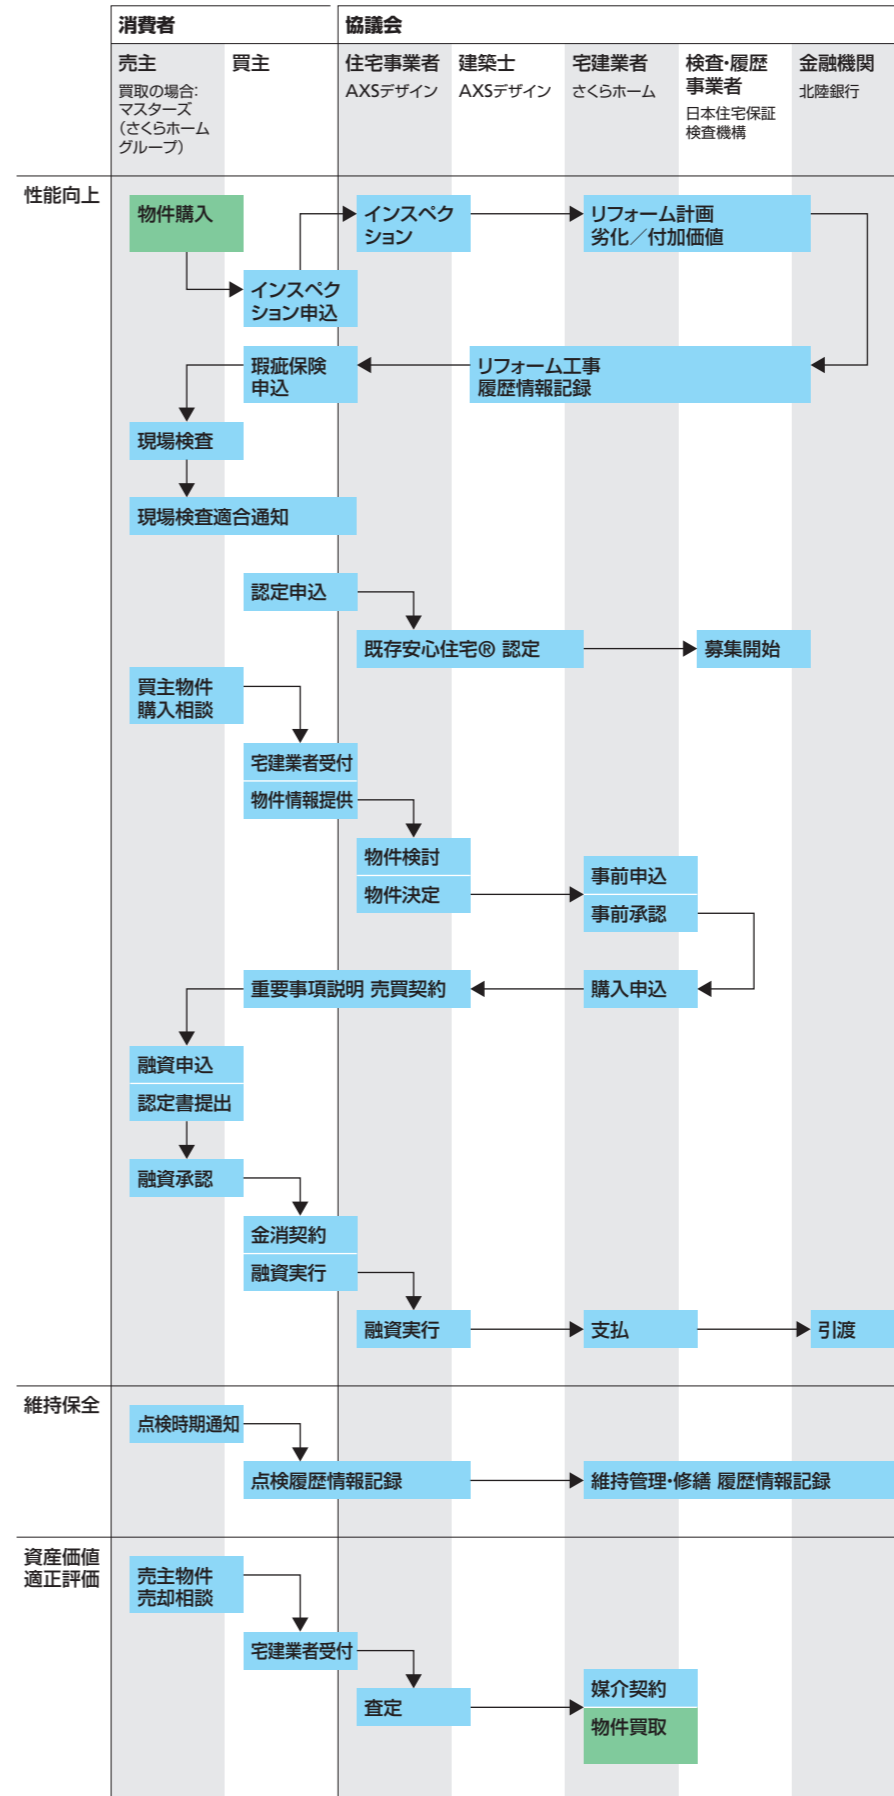 消費者
協議会
売主
買取の場合:
マスターズ
(さくらホーム
グループ)
買主
住宅事業者
AXSデザイン
建築士
AXSデザイン
宅建業者
さくらホーム
検査・履歴
事業者
日本住宅保証
検査機構
金融機関
北陸銀行
性能向上
物件購入
インスペク
ション
リフォーム計画
劣化／付加価値
インスペク
ション申込
瑕疵保険
申込
リフォーム工事
履歴情報記録
現場検査
現場検査適合通知
認定申込
既存安心住宅® 認定
募集開始
買主物件
購入相談
宅建業者受付
物件情報提供
物件検討
物件決定
事前申込
事前承認
重要事項説明 売買契約
購入申込
融資申込
認定書提出
融資承認
金消契約
融資実行
融資実行
支払
引渡
維持保全
点検時期通知
点検履歴情報記録
維持管理・修繕 履歴情報記録
資産価値
適正評価
売主物件
売却相談
宅建業者受付
査定
媒介契約
物件買取